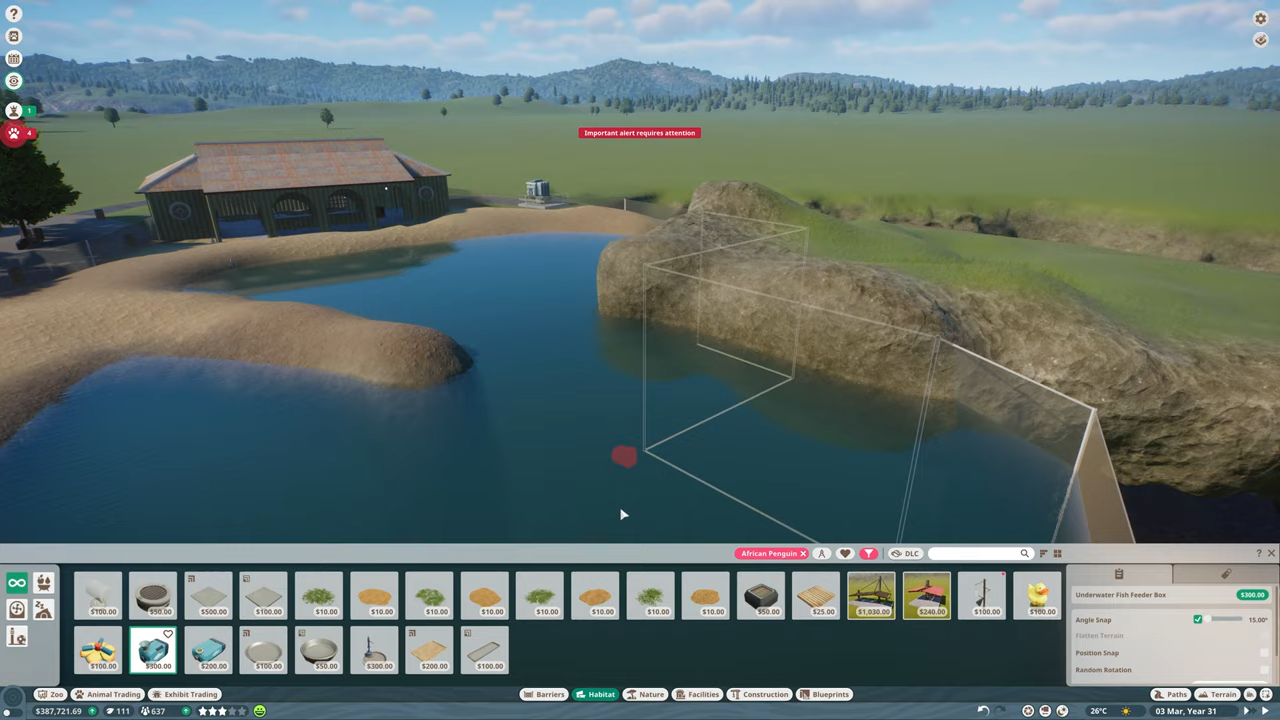 ?
1
4
Important alert requires attention
African Penguin ×
DLC
? ×
$100.00 $50.00 $500.00 $100.00 $10.00 $10.00 $10.00 $10.00 $10.00 $10.00 $10.00 $10.00 $50.00 $25.00 $1,030.00 $240.00 $100.00 $100.00
$100.00 $300.00 $200.00 $100.00 $50.00 $300.00 $200.00 $100.00
Underwater Fish Feeder Box $300.00
Angle Snap 15.00°
Flatten Terrain
Position Snap
Random Rotation
Zoo Animal Trading Exhibit Trading Barriers Habitat Nature Facilities Construction Blueprints Paths Terrain
$387,721.69 111 637 26°C 03 Mar, Year 31